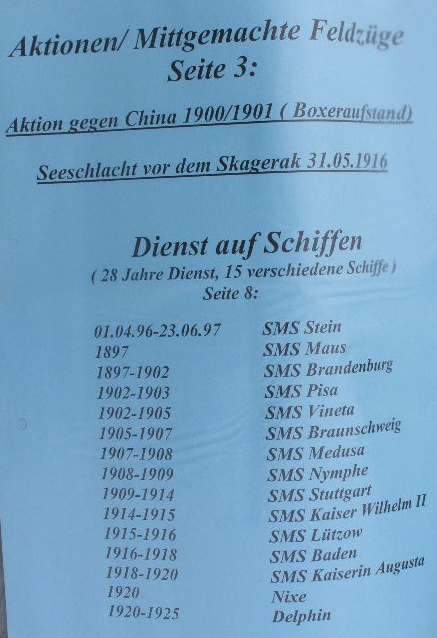 Aktionen/ Mittgemachte Feldzüge
Seite 3:
Aktion gegen China 1900/1901 ( Boxeraufstand)
Seeschlacht vor dem Skagerak 31.05.1916
Dienst auf Schiffen
( 28 Jahre Dienst, 15 verschiedene Schiffe )
Seite 8:
01.04.96-23.06.97 SMS Stein
1897 SMS Maus
1897-1902 SMS Brandenburg
1902-1903 SMS Pisa
1902-1905 SMS Vineta
1905-1907 SMS Braunschweig
1907-1908 SMS Medusa
1908-1909 SMS Nymphe
1909-1914 SMS Stuttgart
1914-1915 SMS Kaiser Wilhelm II
1915-1916 SMS Lützow
1916-1918 SMS Baden
1918-1920 SMS Kaiserin Augusta
1920 Nixe
1920-1925 Delphin